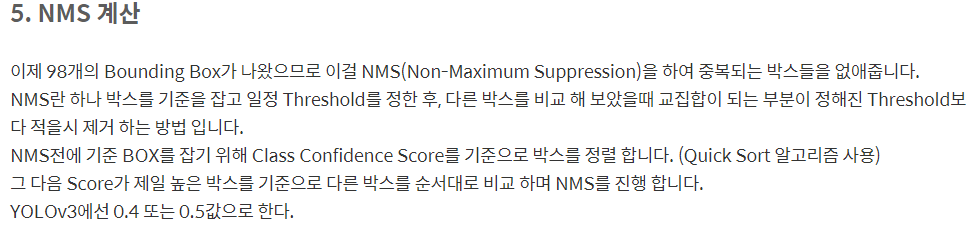 5. NMS 계산
이제 98개의 Bounding Box가 나왔으므로 이걸 NMS(Non-Maximum Suppression)을 하여 중복되는 박스들을 없애줍니다.
NMS란 하나 박스를 기준을 잡고 일정 Threshold를 정한 후, 다른 박스를 비교 해 보았을때 교집합이 되는 부분이 정해진 Threshold보
다 적을시 제거 하는 방법 입니다.
NMS전에 기준 BOX를 잡기 위해 Class Confidence Score를 기준으로 박스를 정렬 합니다. (Quick Sort 알고리즘 사용)
그 다음 Score가 제일 높은 박스를 기준으로 다른 박스를 순서대로 비교 하며 NMS를 진행 합니다.
YOLOv3에선 0.4 또는 0.5값으로 한다.